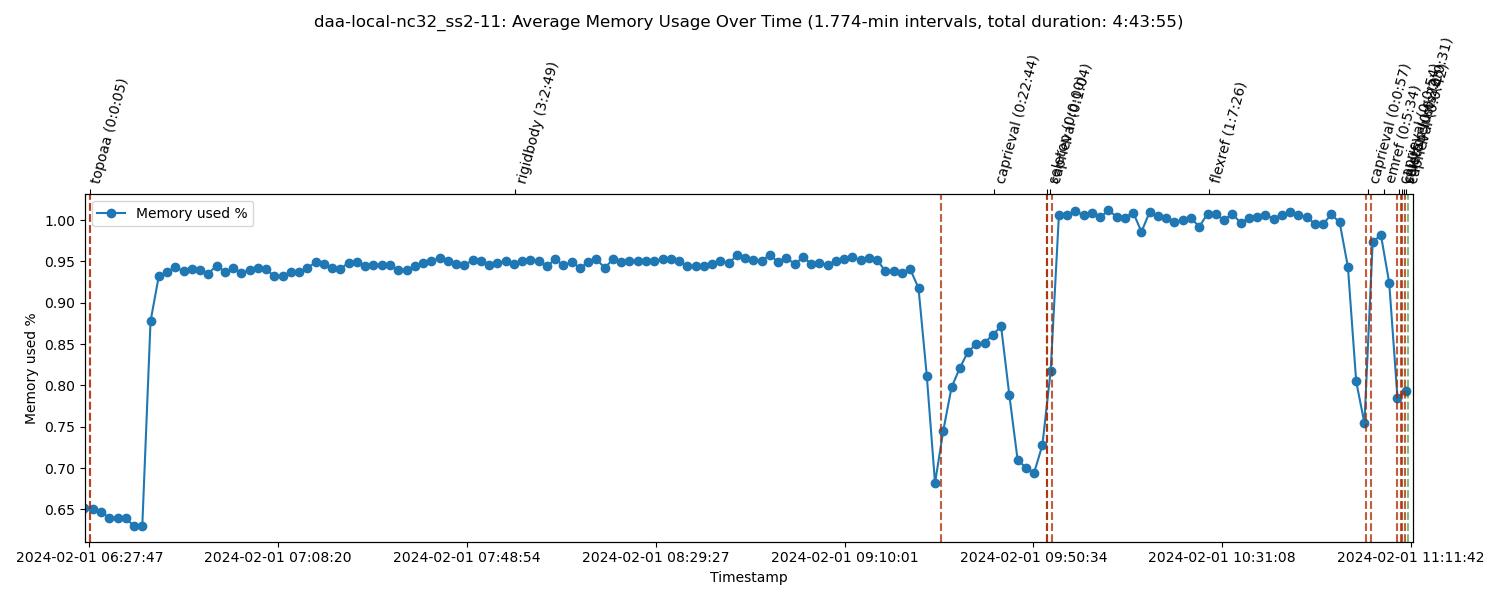 daa-local-nc32_ss2-11: Average Memory Usage Over Time (1.774-min intervals, total duration: 4:43:55)
topoaa (0:0:05)
rigidbody (3:2:49)
caprieval (0:22:44)
caprieval (0:1:04)
flexref (1:7:26)
caprieval (0:0:57)
emref (0:5:34)
Memory used %
Memory used %
1.00
0.95
0.90
0.85
0.80
0.75
0.70
0.65
2024-02-01 06:27:47
2024-02-01 07:08:20
2024-02-01 07:48:54
2024-02-01 08:29:27
2024-02-01 09:10:01
2024-02-01 09:50:34
2024-02-01 10:31:08
2024-02-01 11:11:42
Timestamp